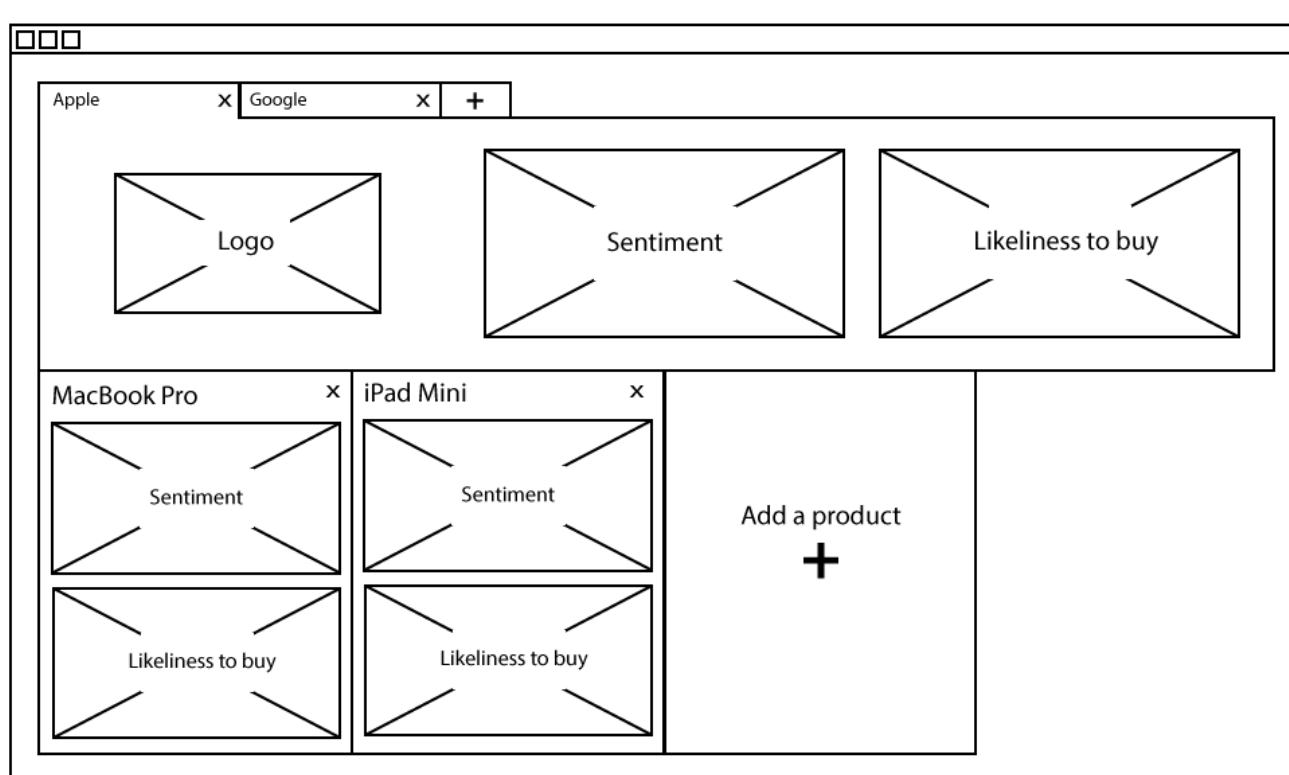 Apple x Google x +
Logo
Sentiment
Likeliness to buy
MacBook Pro x
Sentiment
Likeliness to buy
iPad Mini x
Sentiment
Likeliness to buy
Add a product
+